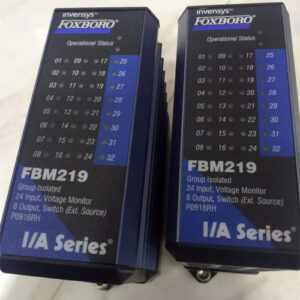 invensys
FOXBORO
Operational Status
01 09 17 25
02 10 18 26
03 11 19 27
04 12 20 28
05 13 21 29
06 14 22 30
07 15 23 31
08 16 24 32
FBM219
Group Isolated
24 Input, Voltage Monitor
8 Output, Switch (Ext. Source)
P0916RH
I/A Series®
invensys
FOXBORO
Operational Status
01 09 17 25
02 10 18 26
03 11 19 27
04 12 20 28
05 13 21 29
06 14 22 30
07 15 23 31
08 16 24 32
FBM219
Group Isolated
24 Input, Voltage Monitor
8 Output, Switch (Ext. Source)
P0916RH
I/A Series®